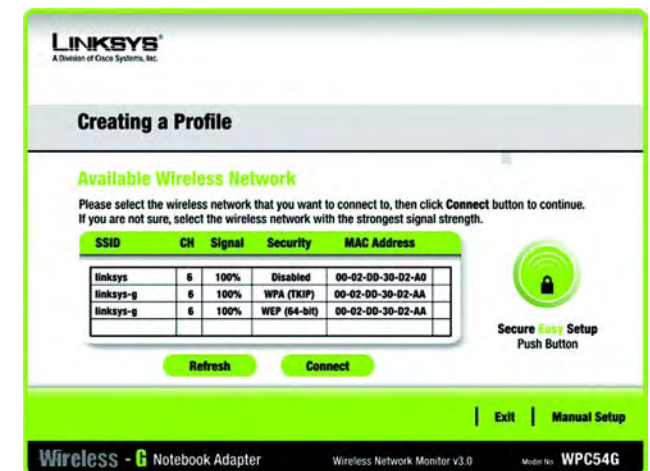 LINKSYS®
A Division of Cisco Systems, Inc.
Creating a Profile
Available Wireless Network
Please select the wireless network that you want to connect to, then click Connect button to continue.
If you are not sure, select the wireless network with the strongest signal strength.
SSID CH Signal Security MAC Address
linksys 6 100% Disabled 00-02-DD-30-D2-A0
linksys-g 6 100% WPA (TKIP) 00-02-DD-30-D2-AA
linksys-g 6 100% WEP (64-bit) 00-02-DD-30-D2-AA
Secure Easy Setup
Push Button
Refresh Connect
Exit Manual Setup
Wireless - G Notebook Adapter Wireless Network Monitor v3.0 Model No. WPC54G